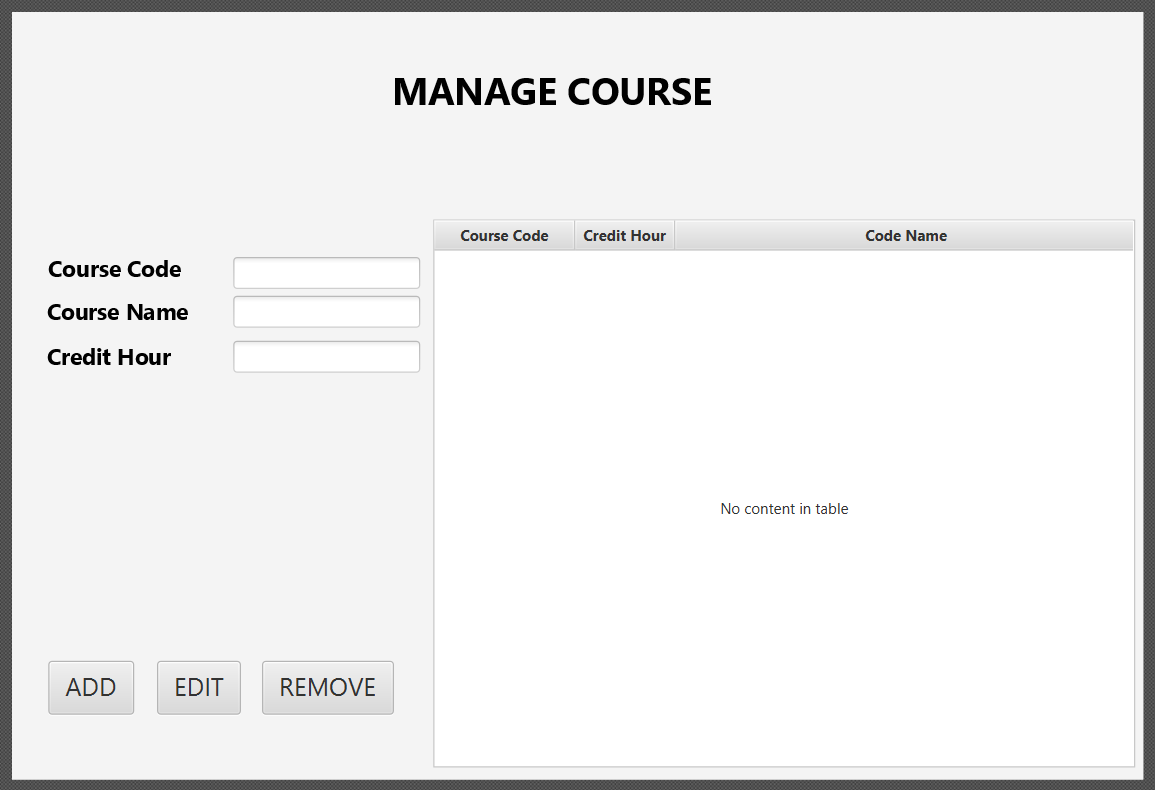 MANAGE COURSE
Course Code Credit Hour Code Name
Course Code
Course Name
Credit Hour
No content in table
ADD EDIT REMOVE